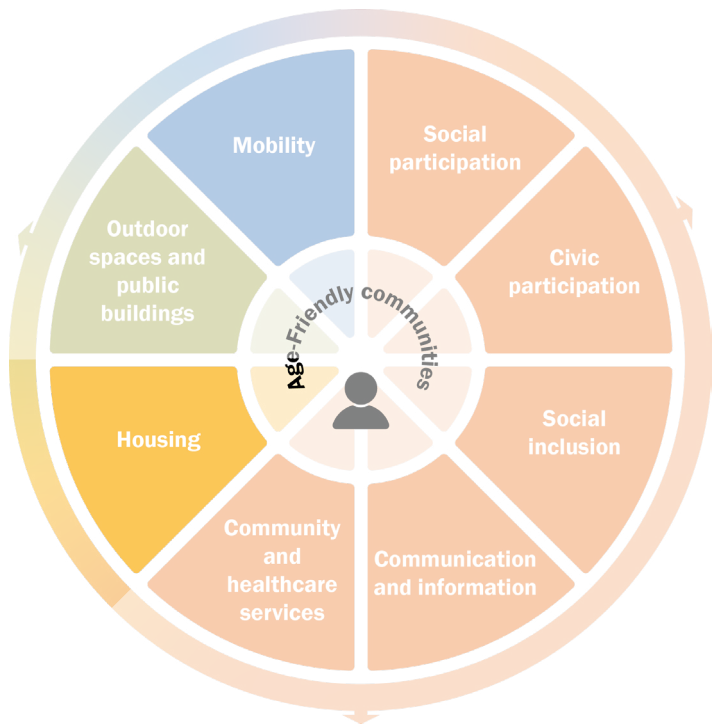 Mobility
Social
participation
Civic
participation
Social
inclusion
Communication
and information
Community
and
healthcare
services
Housing
Outdoor
spaces and
public
buildings
Age-Friendly communities